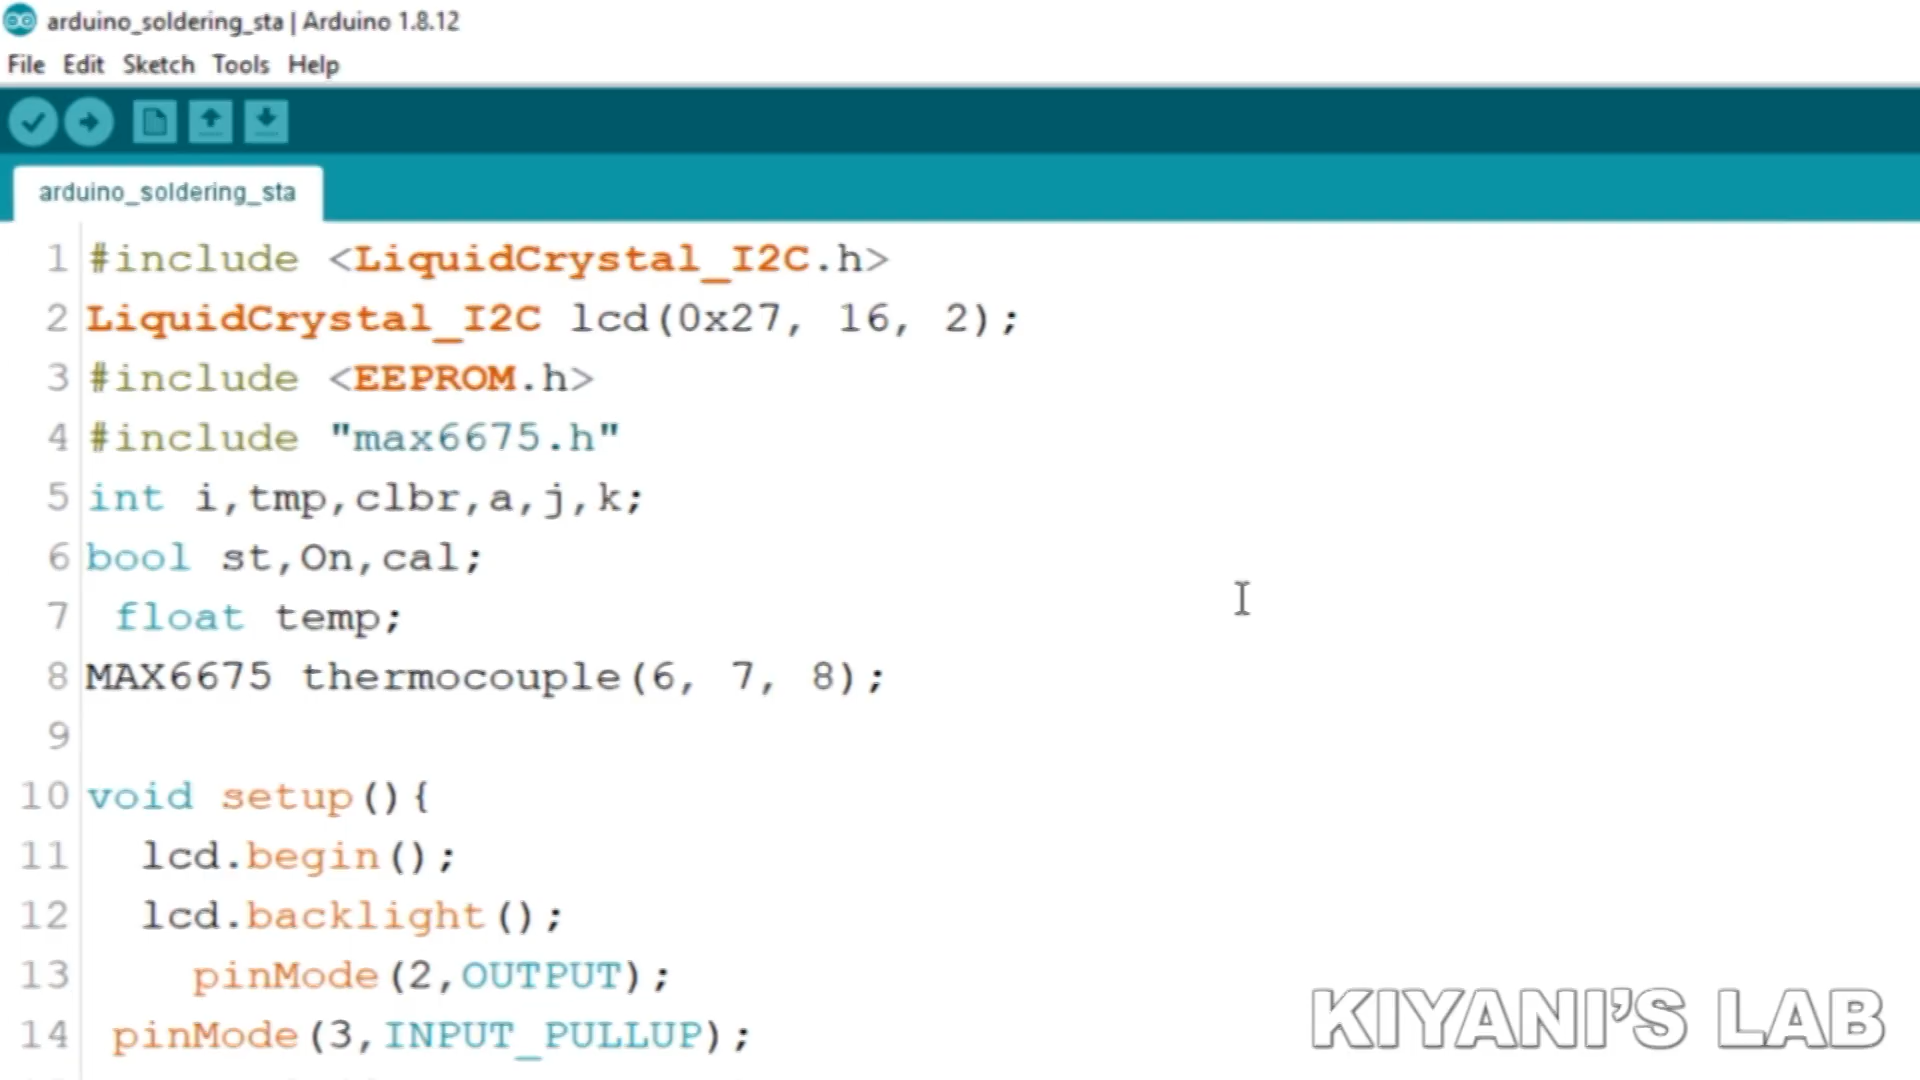 arduino_soldering_sta | Arduino 1.8.12
File Edit Sketch Tools Help
arduino_soldering_sta
1 #include <LiquidCrystal_I2C.h>
2 LiquidCrystal_I2C lcd(0x27, 16, 2);
3 #include <EEPROM.h>
4 #include "max6675.h"
5 int i,tmp,clbr,a,j,k;
6 bool st,On,cal;
7 float temp;
8 MAX6675 thermocouple(6, 7, 8);
9
10 void setup(){
11 lcd.begin();
12 lcd.backlight();
13 pinMode(2,OUTPUT);
14 pinMode(3,INPUT_PULLUP);
KIYANI'S LAB